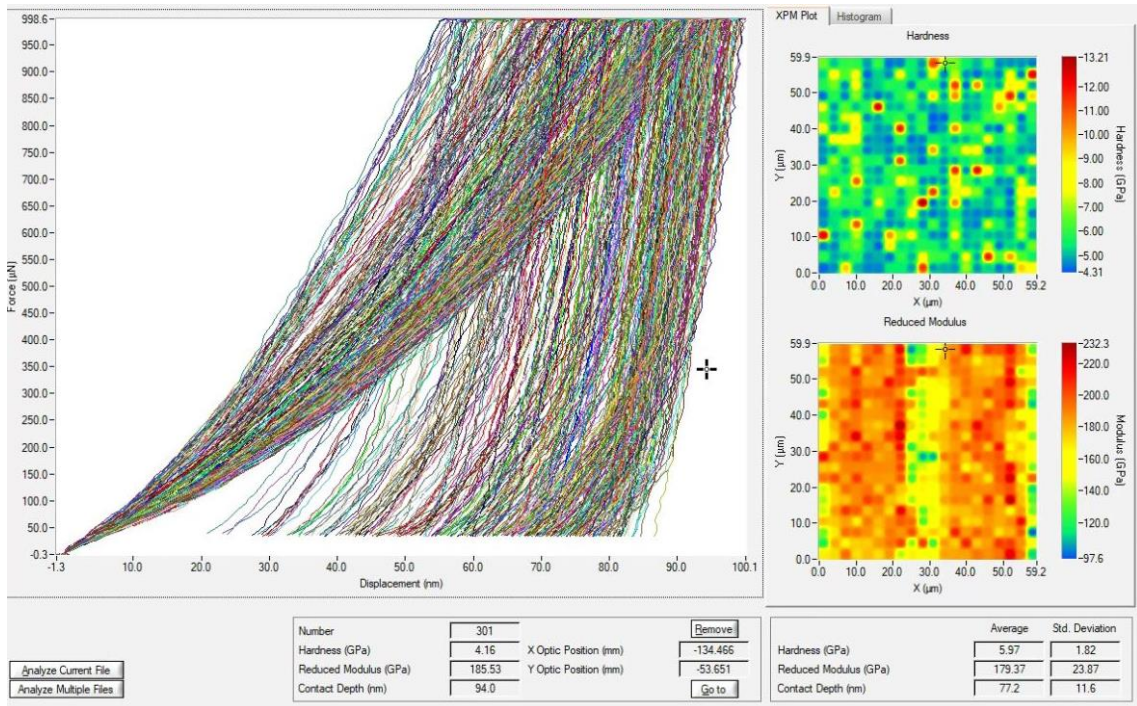 998.6
950.0
900.0
850.0
800.0
750.0
700.0
650.0
600.0
550.0
500.0
450.0
400.0
350.0
300.0
250.0
200.0
150.0
100.0
50.0
-0.3
Force (µN)
-1.3 10.0 20.0 30.0 40.0 50.0 60.0 70.0 80.0 90.0 100.1
Displacement (nm)
XPM Plot Histogram
Hardness
59.9
50.0
40.0
30.0
20.0
10.0
0.0
Y (µm)
0.0 10.0 20.0 30.0 40.0 59.2
X (µm)
13.21
12.00
11.00
10.00
9.00
8.00
7.00
6.00
5.00
4.31
Hardness (GPa)
Reduced Modulus
59.9
50.0
40.0
30.0
20.0
10.0
0.0
Y (µm)
0.0 10.0 20.0 30.0 40.0 59.2
X (µm)
232.3
220.0
200.0
180.0
160.0
140.0
120.0
97.6
Modulus (GPa)
Analyze Current File
Analyze Multiple Files
Number 301 Remove
Hardness (GPa) 4.16 X Optic Position (mm) -134.466
Reduced Modulus (GPa) 185.53 Y Optic Position (mm) -53.651
Contact Depth (nm) 94.0 Go to
Average Std. Deviation
Hardness (GPa) 5.97 1.82
Reduced Modulus (GPa) 179.37 23.87
Contact Depth (nm) 77.2 11.6